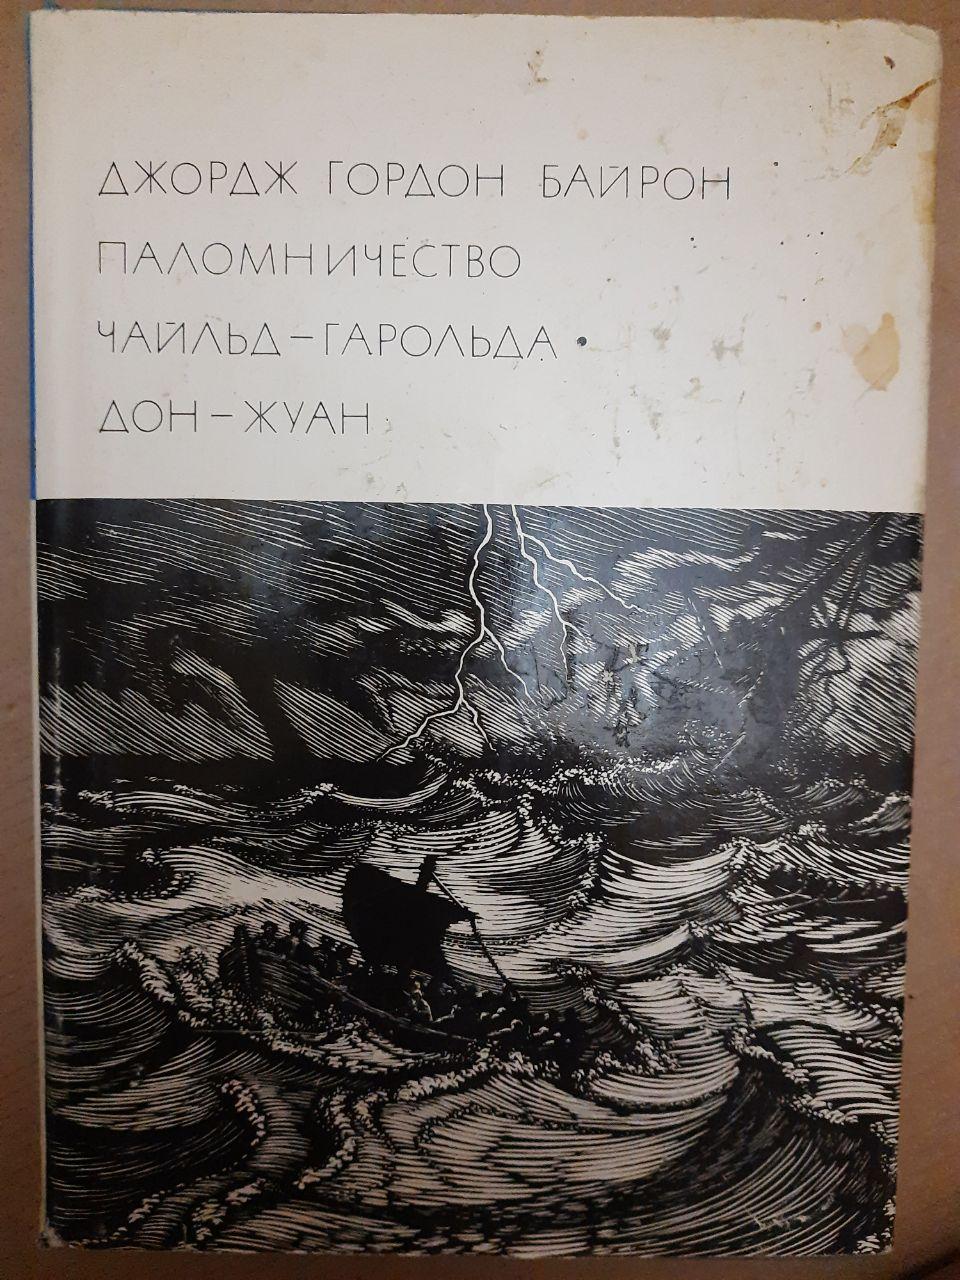 ДЖОРДЖ ГОРДОН БАЙРОН
ПАЛОМНИЧЕСТВО
ЧАЙЛЬД-ГАРОЛЬДА •
ДОН-ЖУАН